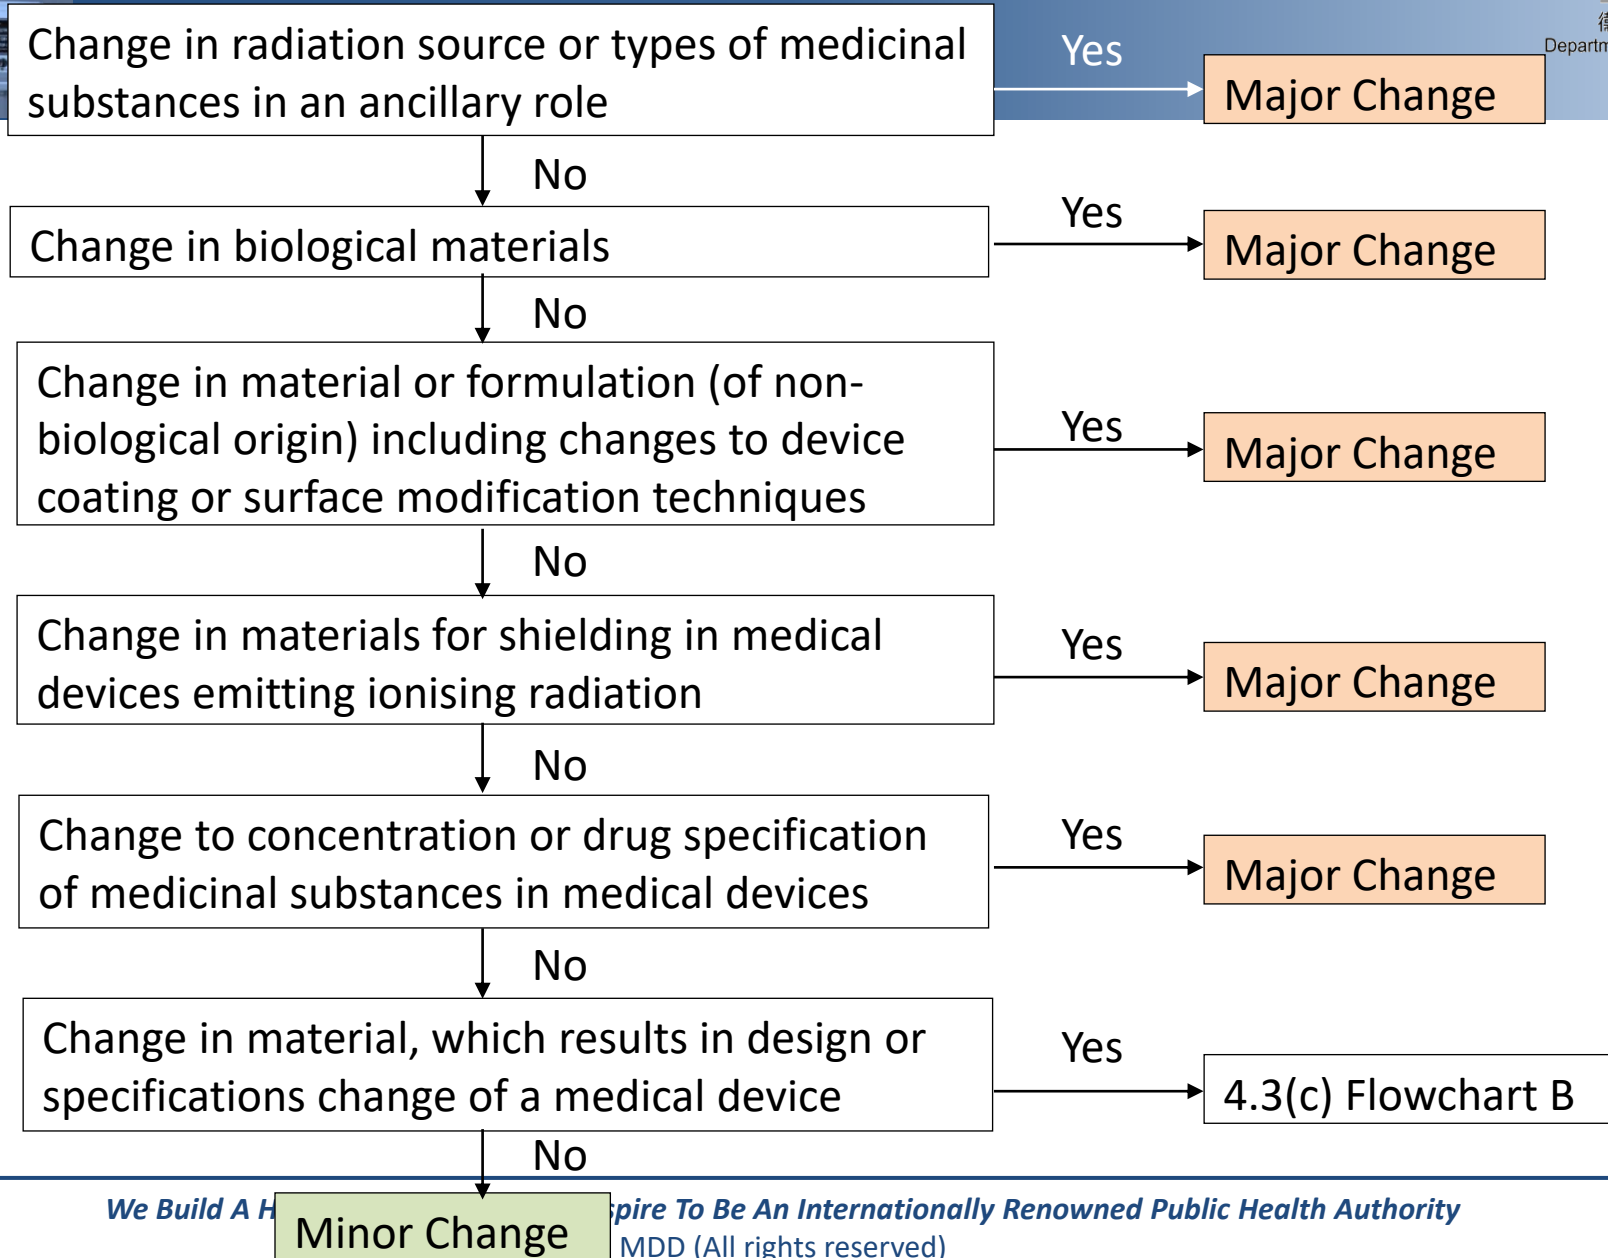 Change in radiation source or types of medicinal
substances in an ancillary role
Yes
Major Change
Departm
No
Change in biological materials
Yes
Major Change
No
Change in material or formulation (of non-
biological origin) including changes to device
coating or surface modification techniques
Yes
Major Change
No
Change in materials for shielding in medical
devices emitting ionising radiation
Yes
Major Change
No
Change to concentration or drug specification
of medicinal substances in medical devices
Yes
Major Change
No
Change in material, which results in design or
specifications change of a medical device
Yes
4.3(c) Flowchart B
No
We Build A H
spire To Be An Internationally Renowned Public Health Authority
Minor Change
MDD (All rights reserved)